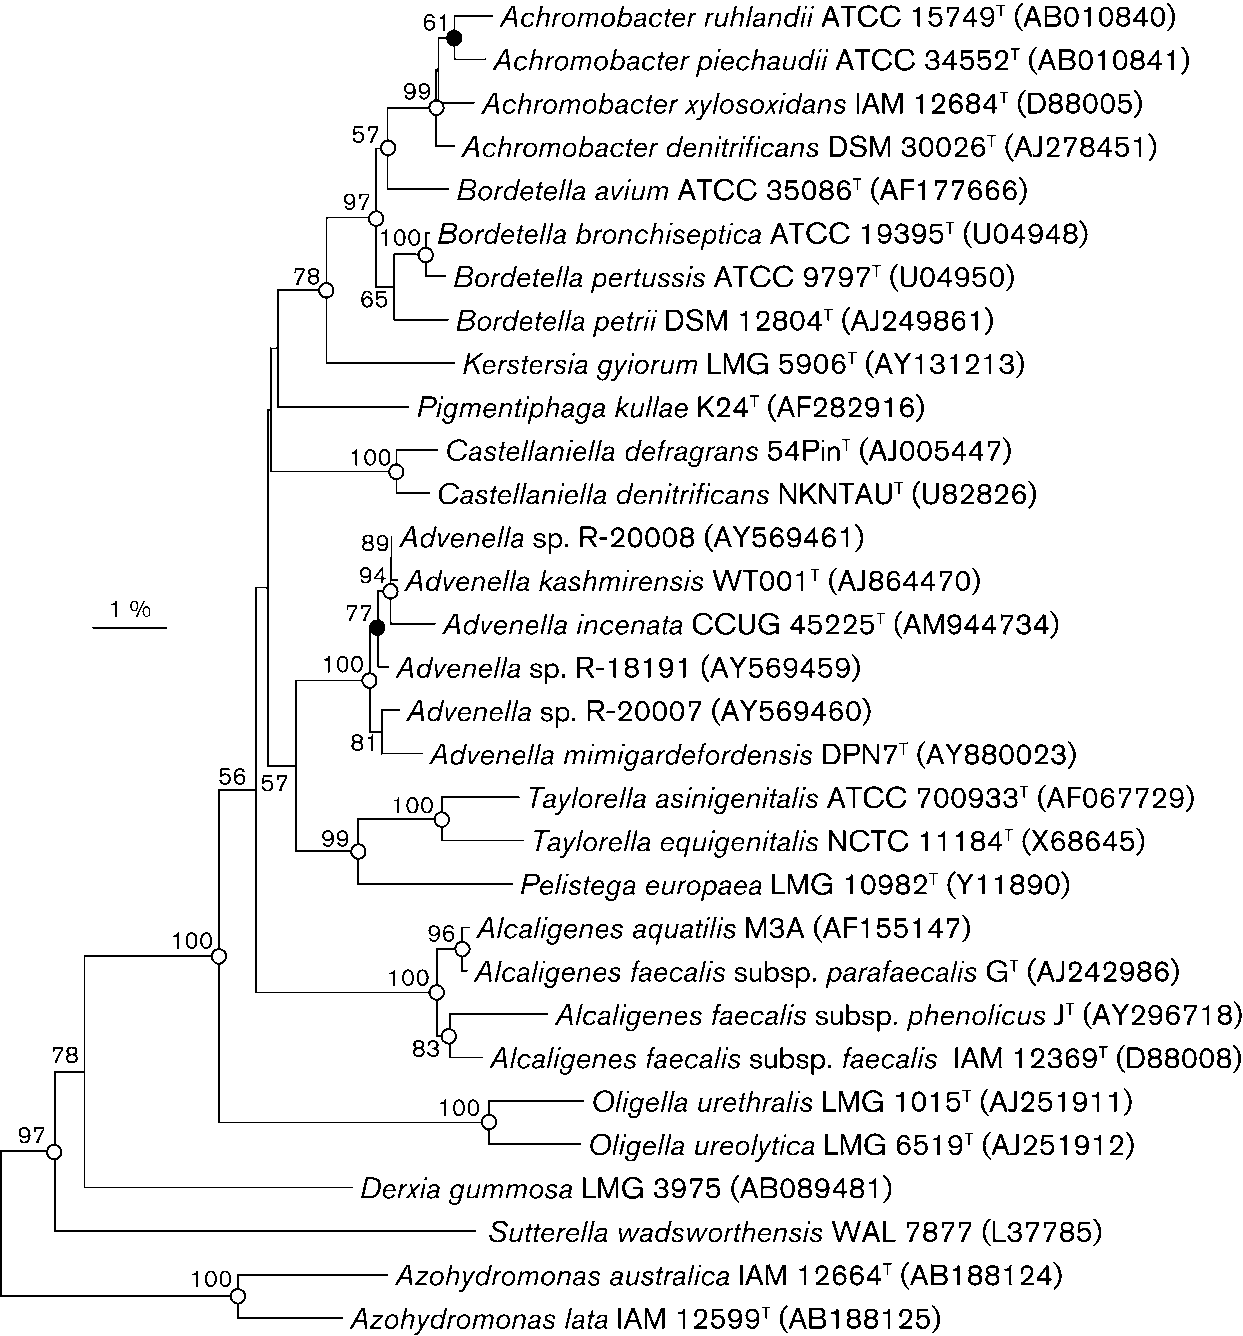 61
Achromobacter ruhlandii ATCC 15749T (AB010840)
Achromobacter piechaudii ATCC 34552T (AB010841)
99
Achromobacter xylosoxidans IAM 12684T (D88005)
57
Achromobacter denitrificans DSM 30026T (AJ278451)
Bordetella avium ATCC 35086T (AF177666)
97
100
Bordetella bronchiseptica ATCC 19395T (U04948)
78
Bordetella pertussis ATCC 9797T (U04950)
65
Bordetella petrii DSM 12804T (AJ249861)
Kerstersia gyiorum LMG 5906T (AY131213)
Pigmentiphaga kullae K24T (AF282916)
100
Castellaniella defragrans 54PinT (AJ005447)
Castellaniella denitrificans NKNTAUT (U82826)
89
Advenella sp. R-20008 (AY569461)
94
Advenella kashmirensis WT001T (AJ864470)
1 %
77
Advenella incenata CCUG 45225T (AM944734)
100
Advenella sp. R-18191 (AY569459)
Advenella sp. R-20007 (AY569460)
81
Advenella mimigardefordensis DPN7T (AY880023)
56
57
100
Taylorella asinigenitalis ATCC 700933T (AF067729)
99
Taylorella equigenitalis NCTC 11184T (X68645)
Pelistega europaea LMG 10982T (Y11890)
100
96
Alcaligenes aquatilis M3A (AF155147)
100
Alcaligenes faecalis subsp. parafaecalis GT (AJ242986)
Alcaligenes faecalis subsp. phenolicus JT (AY296718)
83
Alcaligenes faecalis subsp. faecalis IAM 12369T (D88008)
78
100
Oligella urethralis LMG 1015T (AJ251911)
97
Oligella ureolytica LMG 6519T (AJ251912)
Derxia gummosa LMG 3975 (AB089481)
Sutterella wadsworthensis WAL 7877 (L37785)
100
Azohydromonas australica IAM 12664T (AB188124)
Azohydromonas lata IAM 12599T (AB188125)